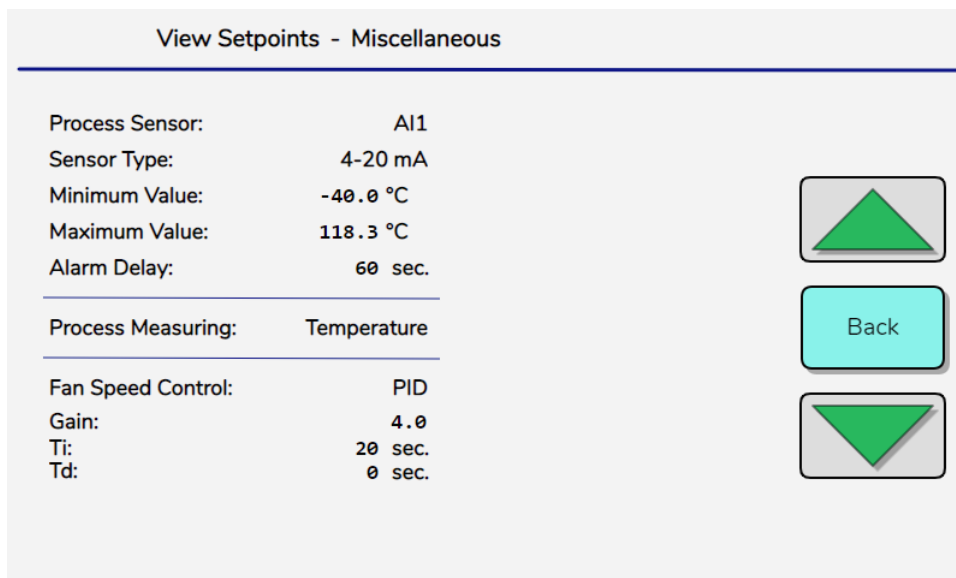 View Setpoints - Miscellaneous
Process Sensor: AI1
Sensor Type: 4-20 mA
Minimum Value: -40.0 °C
Maximum Value: 118.3 °C
Alarm Delay: 60 sec.
Process Measuring: Temperature
Back
Fan Speed Control: PID
Gain: 4.0
Ti: 20 sec.
Td: 0 sec.